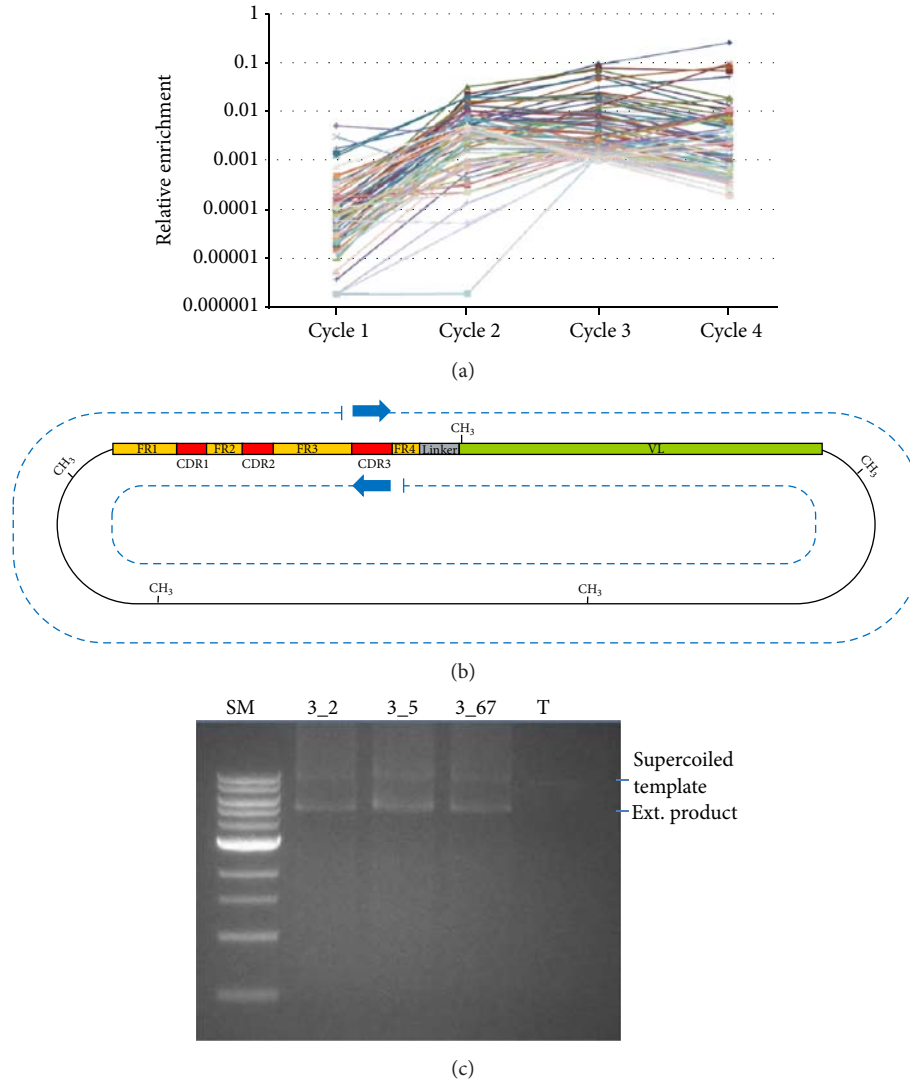 Relative enrichment
1
0.1
0.01
0.001
0.0001
0.00001
0.000001
Cycle 1 Cycle 2 Cycle 3 Cycle 4
(a)
CH3
FR1 FR2 FR3 FR4 Linker VL
CDR1 CDR2 CDR3
CH3 CH3
CH3 CH3
(b)
SM 3_2 3_5 3_67 T
Supercoiled
template
Ext. product
(c)